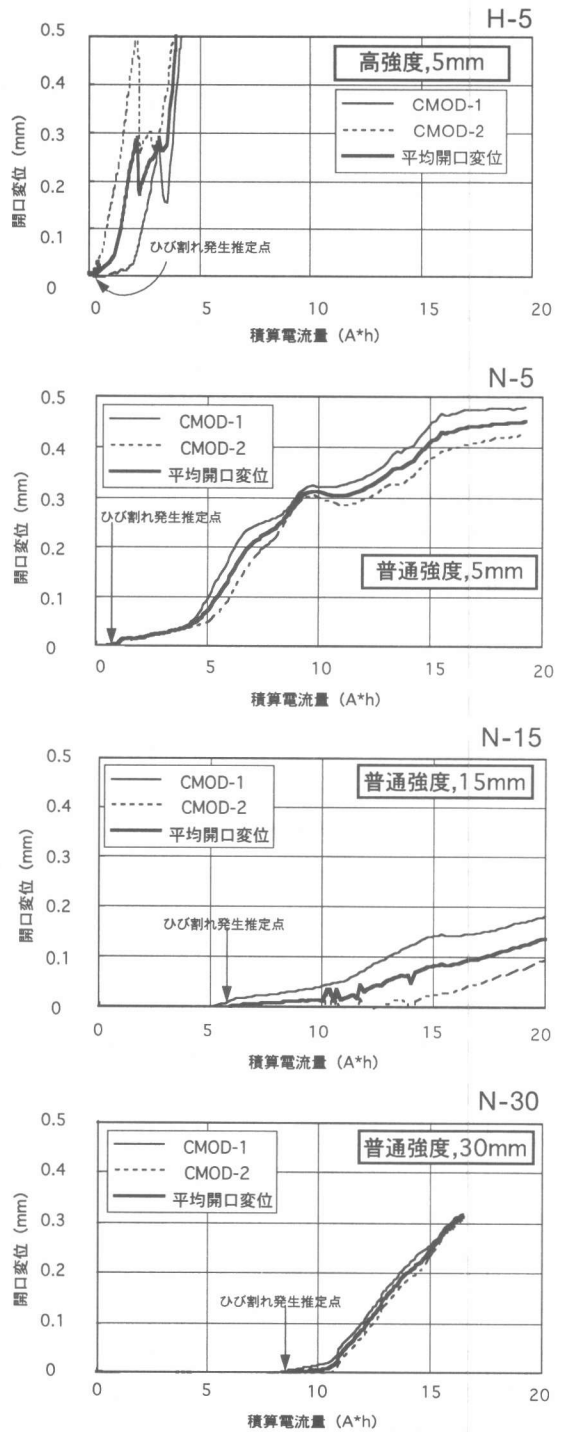 H-5
0.5
高強度,5mm
0.4
CMOD-1
0.3
CMOD-2
平均開口変位
0.2
0.1
ひび割れ発生推定点
0
開口変位 (mm)
0 5 10 15 20
積算電流量 (A*h)
N-5
0.5
CMOD-1
0.4
CMOD-2
平均開口変位
0.3
ひび割れ発生推定点
0.2
普通強度,5mm
0.1
0
開口変位 (mm)
0 5 10 15 20
積算電流量 (A*h)
N-15
0.5
普通強度,15mm
CMOD-1
0.4
CMOD-2
平均開口変位
0.3
0.2
ひび割れ発生推定点
0.1
0
開口変位 (mm)
0 5 10 15 20
積算電流量 (A*h)
N-30
0.5
普通強度,30mm
CMOD-1
0.4
CMOD-2
平均開口変位
0.3
0.2
ひび割れ発生推定点
0.1
0
開口変位 (mm)
0 5 10 15 20
積算電流量 (A*h)